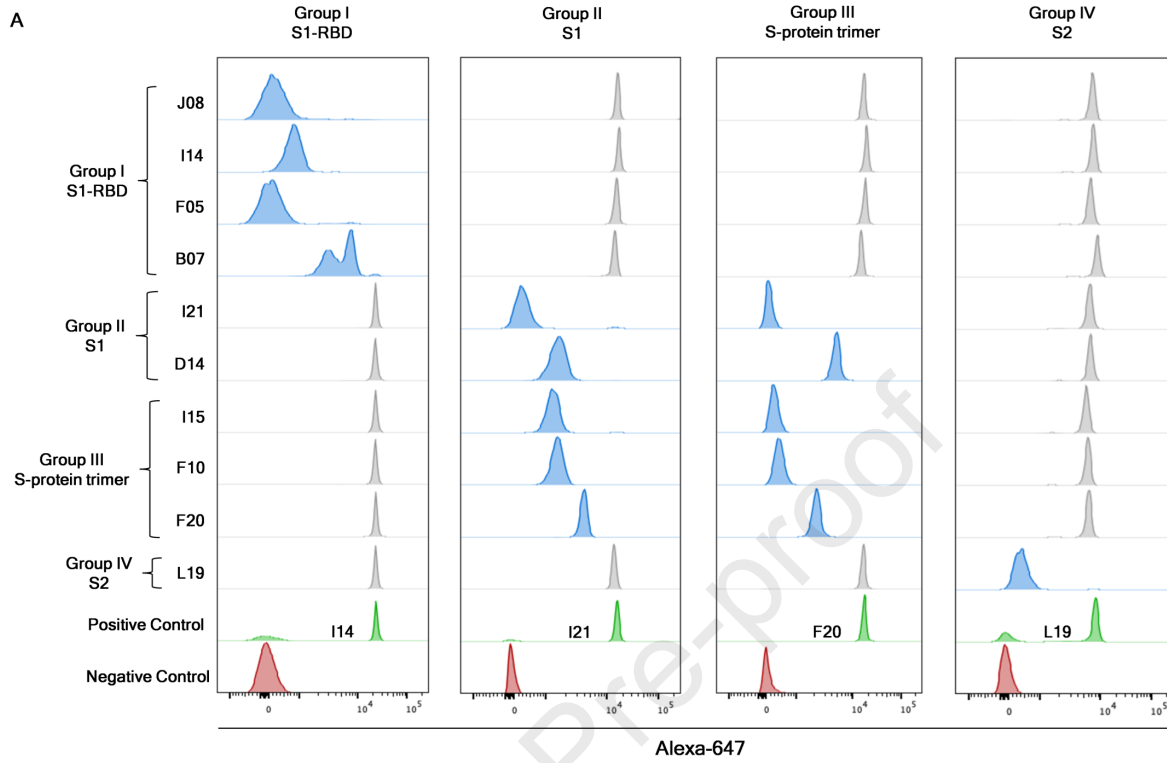 A
Group I
S1-RBD
Group II
S1
Group III
S-protein trimer
Group IV
S2
Group I
S1-RBD
J08
I14
F05
B07
Group II
S1
I21
D14
Group III
S-protein trimer
I15
F10
F20
Group IV
S2
L19
Positive Control
I14
I21
F20
L19
Negative Control
0 10^4 10^5
0 10^4 10^5
0 10^4 10^5
0 10^4 10^5
Alexa-647
Pre-proof